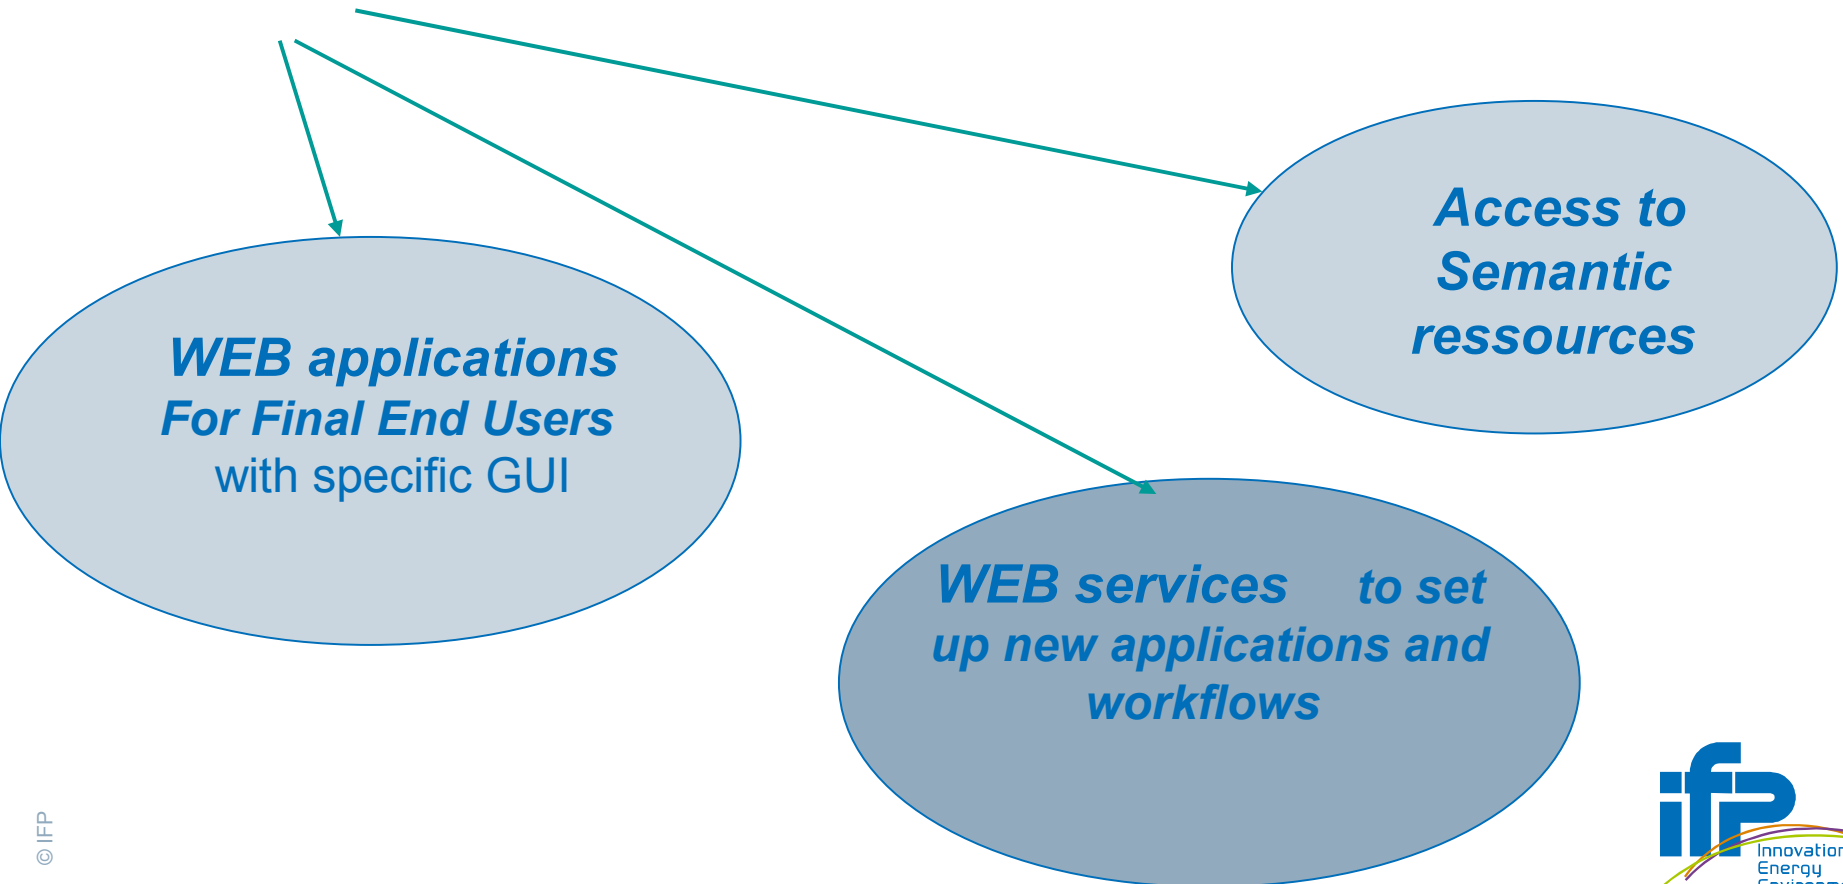 Access to
Semantic
ressources
WEB applications
For Final End Users
with specific GUI
WEB services to set
up new applications and
workflows
© IFP
ifP
Innovation
Energy